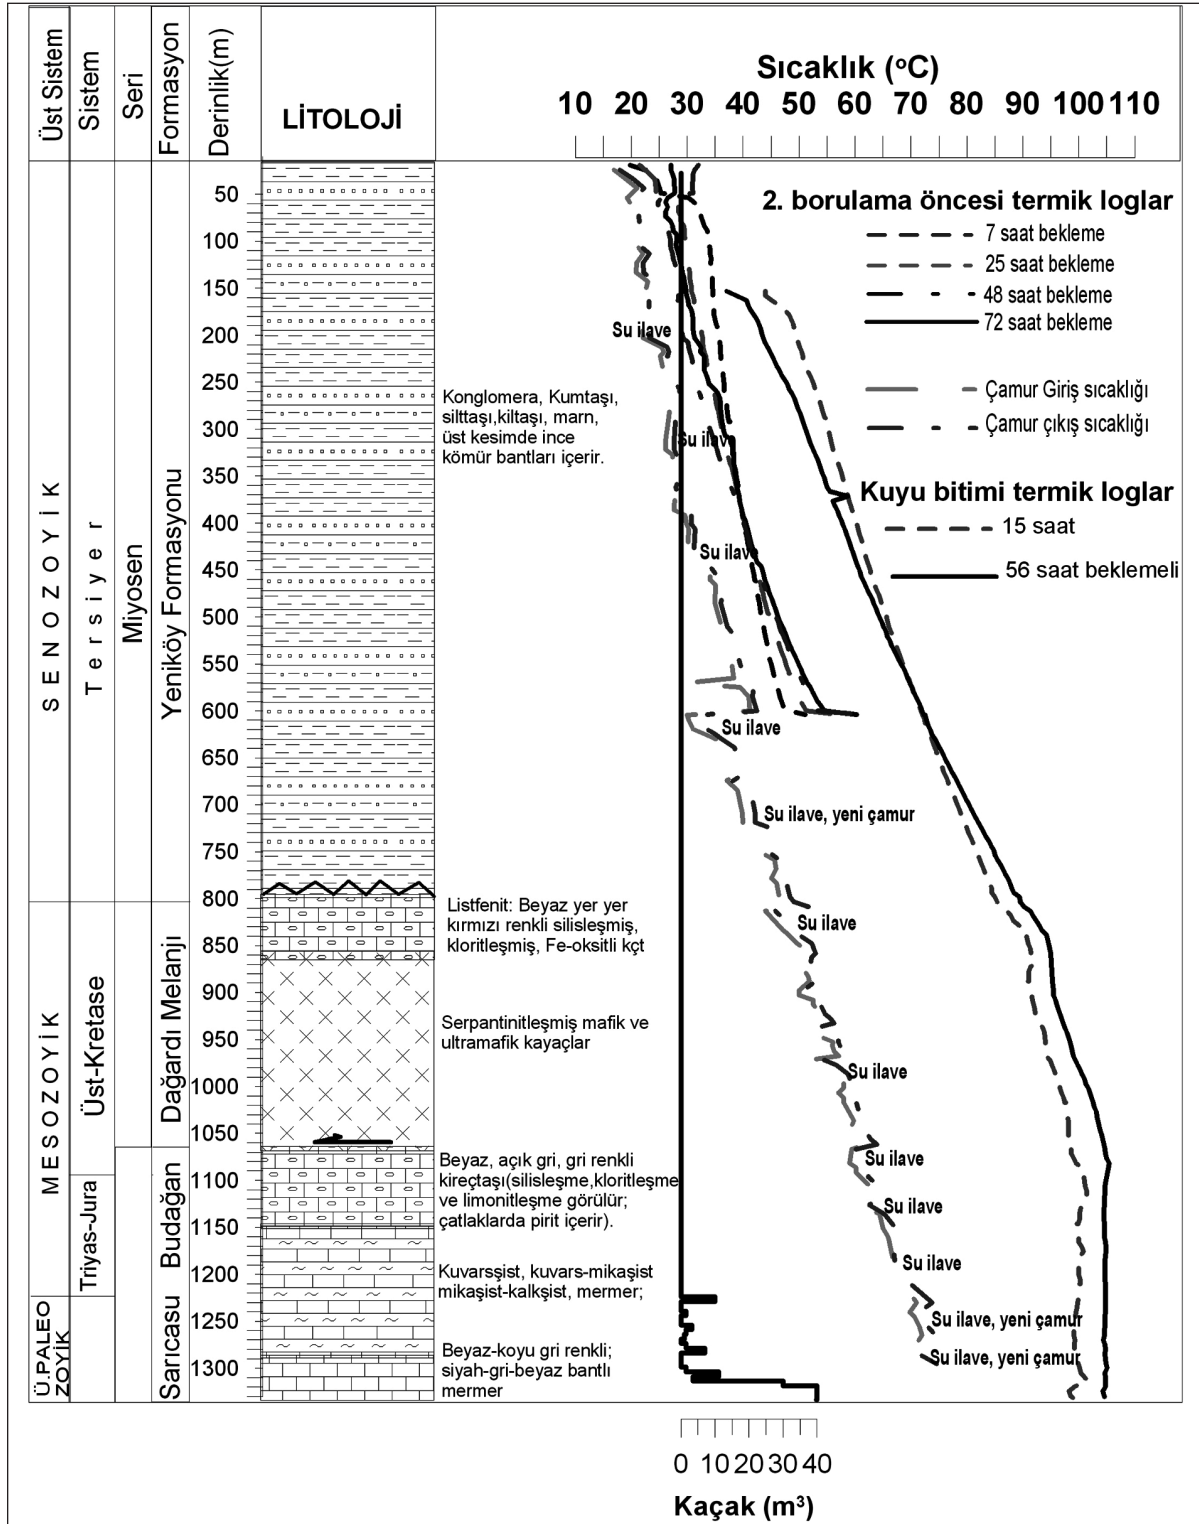 Üst Sistem
Sistem
Seri
Formasyon
Derinlik(m)
LİTOLOJİ
Sıcaklık (°C)
10 20 30 40 50 60 70 80 90 100 110
50
100
150
200
250
300
350
400
450
500
550
600
650
700
750
800
850
900
950
1000
1050
1100
1150
1200
1250
1300
SENOZOYİK
MESOZOYİK
Ü.PALEO
ZOYİK
Tersiyer
Üst-Kretase
Triyas-Jura
Miyosen
Yeniköy Formasyonu
Dağardı Melanjı
Budağan
Sarıcasu
Konglomera, Kumtaşı,
silttaşı,kiltaşı, marn,
üst kesimde ince
kömür bantları içerir.
Listfenit: Beyaz yer yer
kırmızı renkli silisleşmiş,
kloritleşmiş, Fe-oksitli kçt
Serpantinitleşmiş mafik ve
ultramafik kayaçlar
Beyaz, açık gri, gri renkli
kireçtaşı(silisleşme,kloritleşme
ve limonitleşme görülür;
çatlaklarda pirit içerir).
Kuvarsşist, kuvars-mikaşist
mikaşist-kalkşist, mermer;
Beyaz-koyu gri renkli;
siyah-gri-beyaz bantlı
mermer
2. borulama öncesi termik loglar
7 saat bekleme
25 saat bekleme
48 saat bekleme
72 saat bekleme
Çamur Giriş sıcaklığı
Çamur çıkış sıcaklığı
Kuyu bitimi termik loglar
15 saat
56 saat beklemeli
Su ilave
Su ilave
Su ilave
Su ilave
Su ilave, yeni çamur
Su ilave
Su ilave
Su ilave
Su ilave
Su ilave
Su ilave, yeni çamur
Su ilave, yeni çamur
0 10 20 30 40
Kaçak (m³)